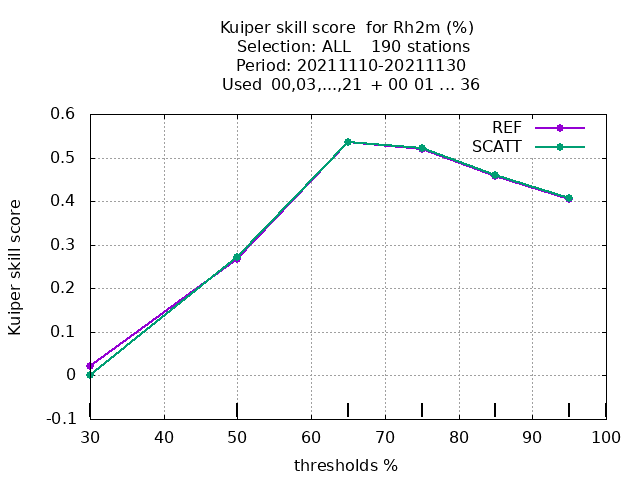 Kuiper skill score  for Rh2m (%)
Selection: ALL    190 stations
Period: 20211110-20211130
Used  00,03,...,21  + 00 01 ... 36
REF
SCATT
0.6
0.5
0.4
0.3
0.2
0.1
0
-0.1
Kuiper skill score
30 40 50 60 70 80 90 100
thresholds %